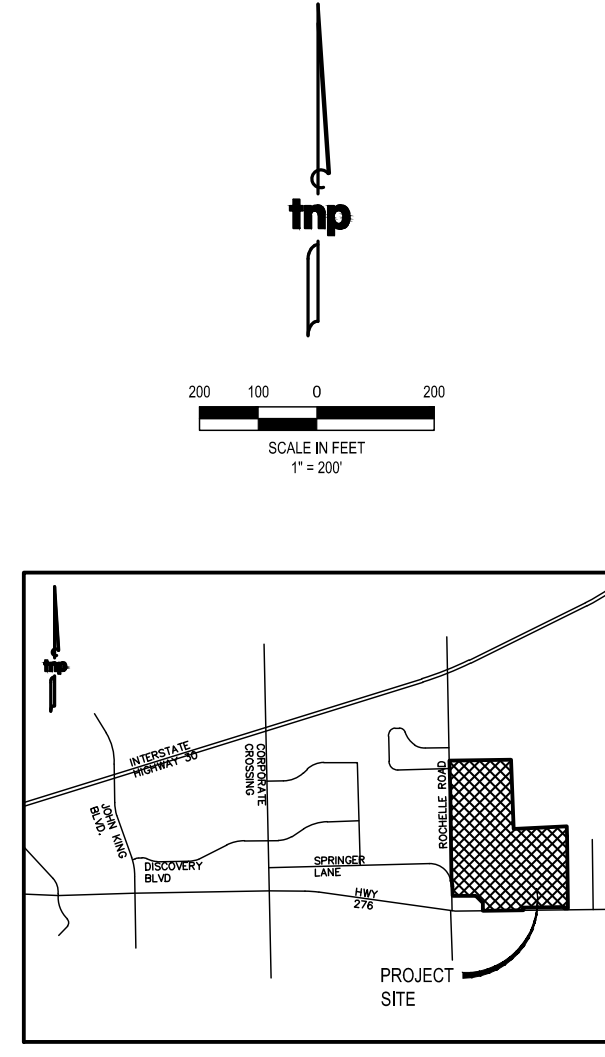 tnp
200 100 0 200
SCALE IN FEET
1" = 200'
tnp
INTERSTATE
HIGHWAY 30
CORPORATE
CROSSING
JOHN KING
BLVD.
DISCOVERY
BLVD
SPRINGER
LANE
ROCHELLE ROAD
HWY
276
PROJECT
SITE